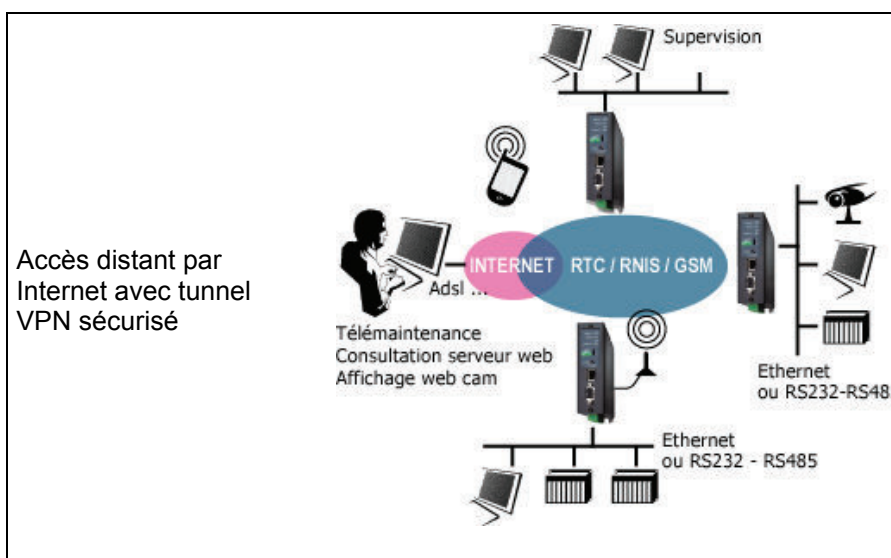 Accès distant par
Internet avec tunnel
VPN sécurisé
Supervision
INTERNET
RTC / RNIS / GSM
Adsl ...
Télémaintenance
Consultation serveur web
Affichage web cam
Ethernet
ou RS232-RS48
Ethernet
ou RS232 - RS485